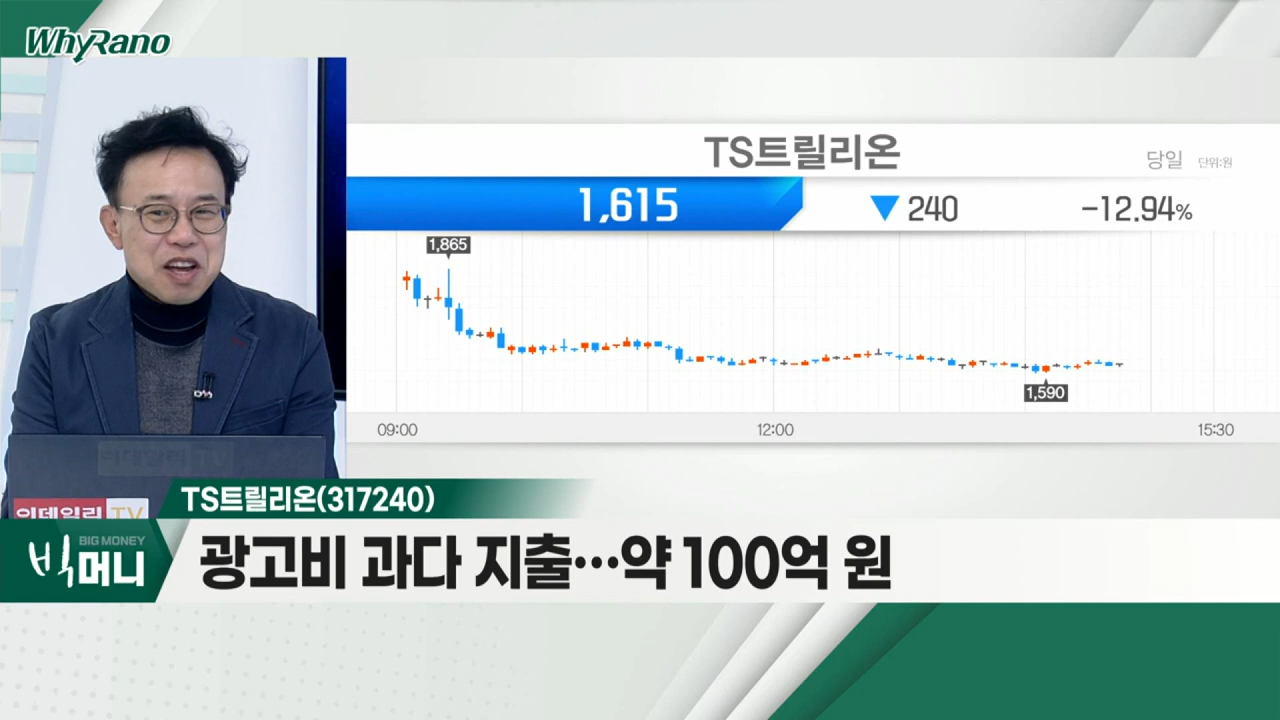 WhyRano
TS트릴리온
당일 단위:원
1,615 ▼ 240 -12.94%
1,865
1,590
09:00 12:00 15:30
이데일리 TV
TS트릴리온(317240)
BIG MONEY
빅머니
광고비 과다 지출…약 100억 원